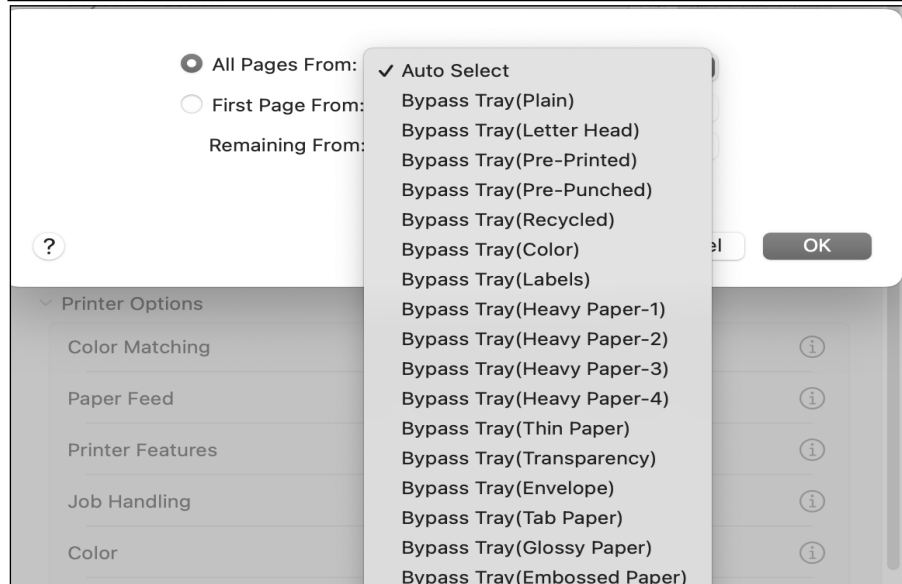 All Pages From:
✓ Auto Select
Bypass Tray(Plain)
First Page From:
Bypass Tray(Letter Head)
Remaining From:
Bypass Tray(Pre-Printed)
Bypass Tray(Pre-Punched)
Bypass Tray(Recycled)
?
Bypass Tray(Color)
OK
Bypass Tray(Labels)
Printer Options
Bypass Tray(Heavy Paper-1)
Color Matching
Bypass Tray(Heavy Paper-2)
Bypass Tray(Heavy Paper-3)
Paper Feed
Bypass Tray(Heavy Paper-4)
Bypass Tray(Thin Paper)
Printer Features
Bypass Tray(Transparency)
Bypass Tray(Envelope)
Job Handling
Bypass Tray(Tab Paper)
Color
Bypass Tray(Glossy Paper)
Bypass Tray(Embossed Paper)